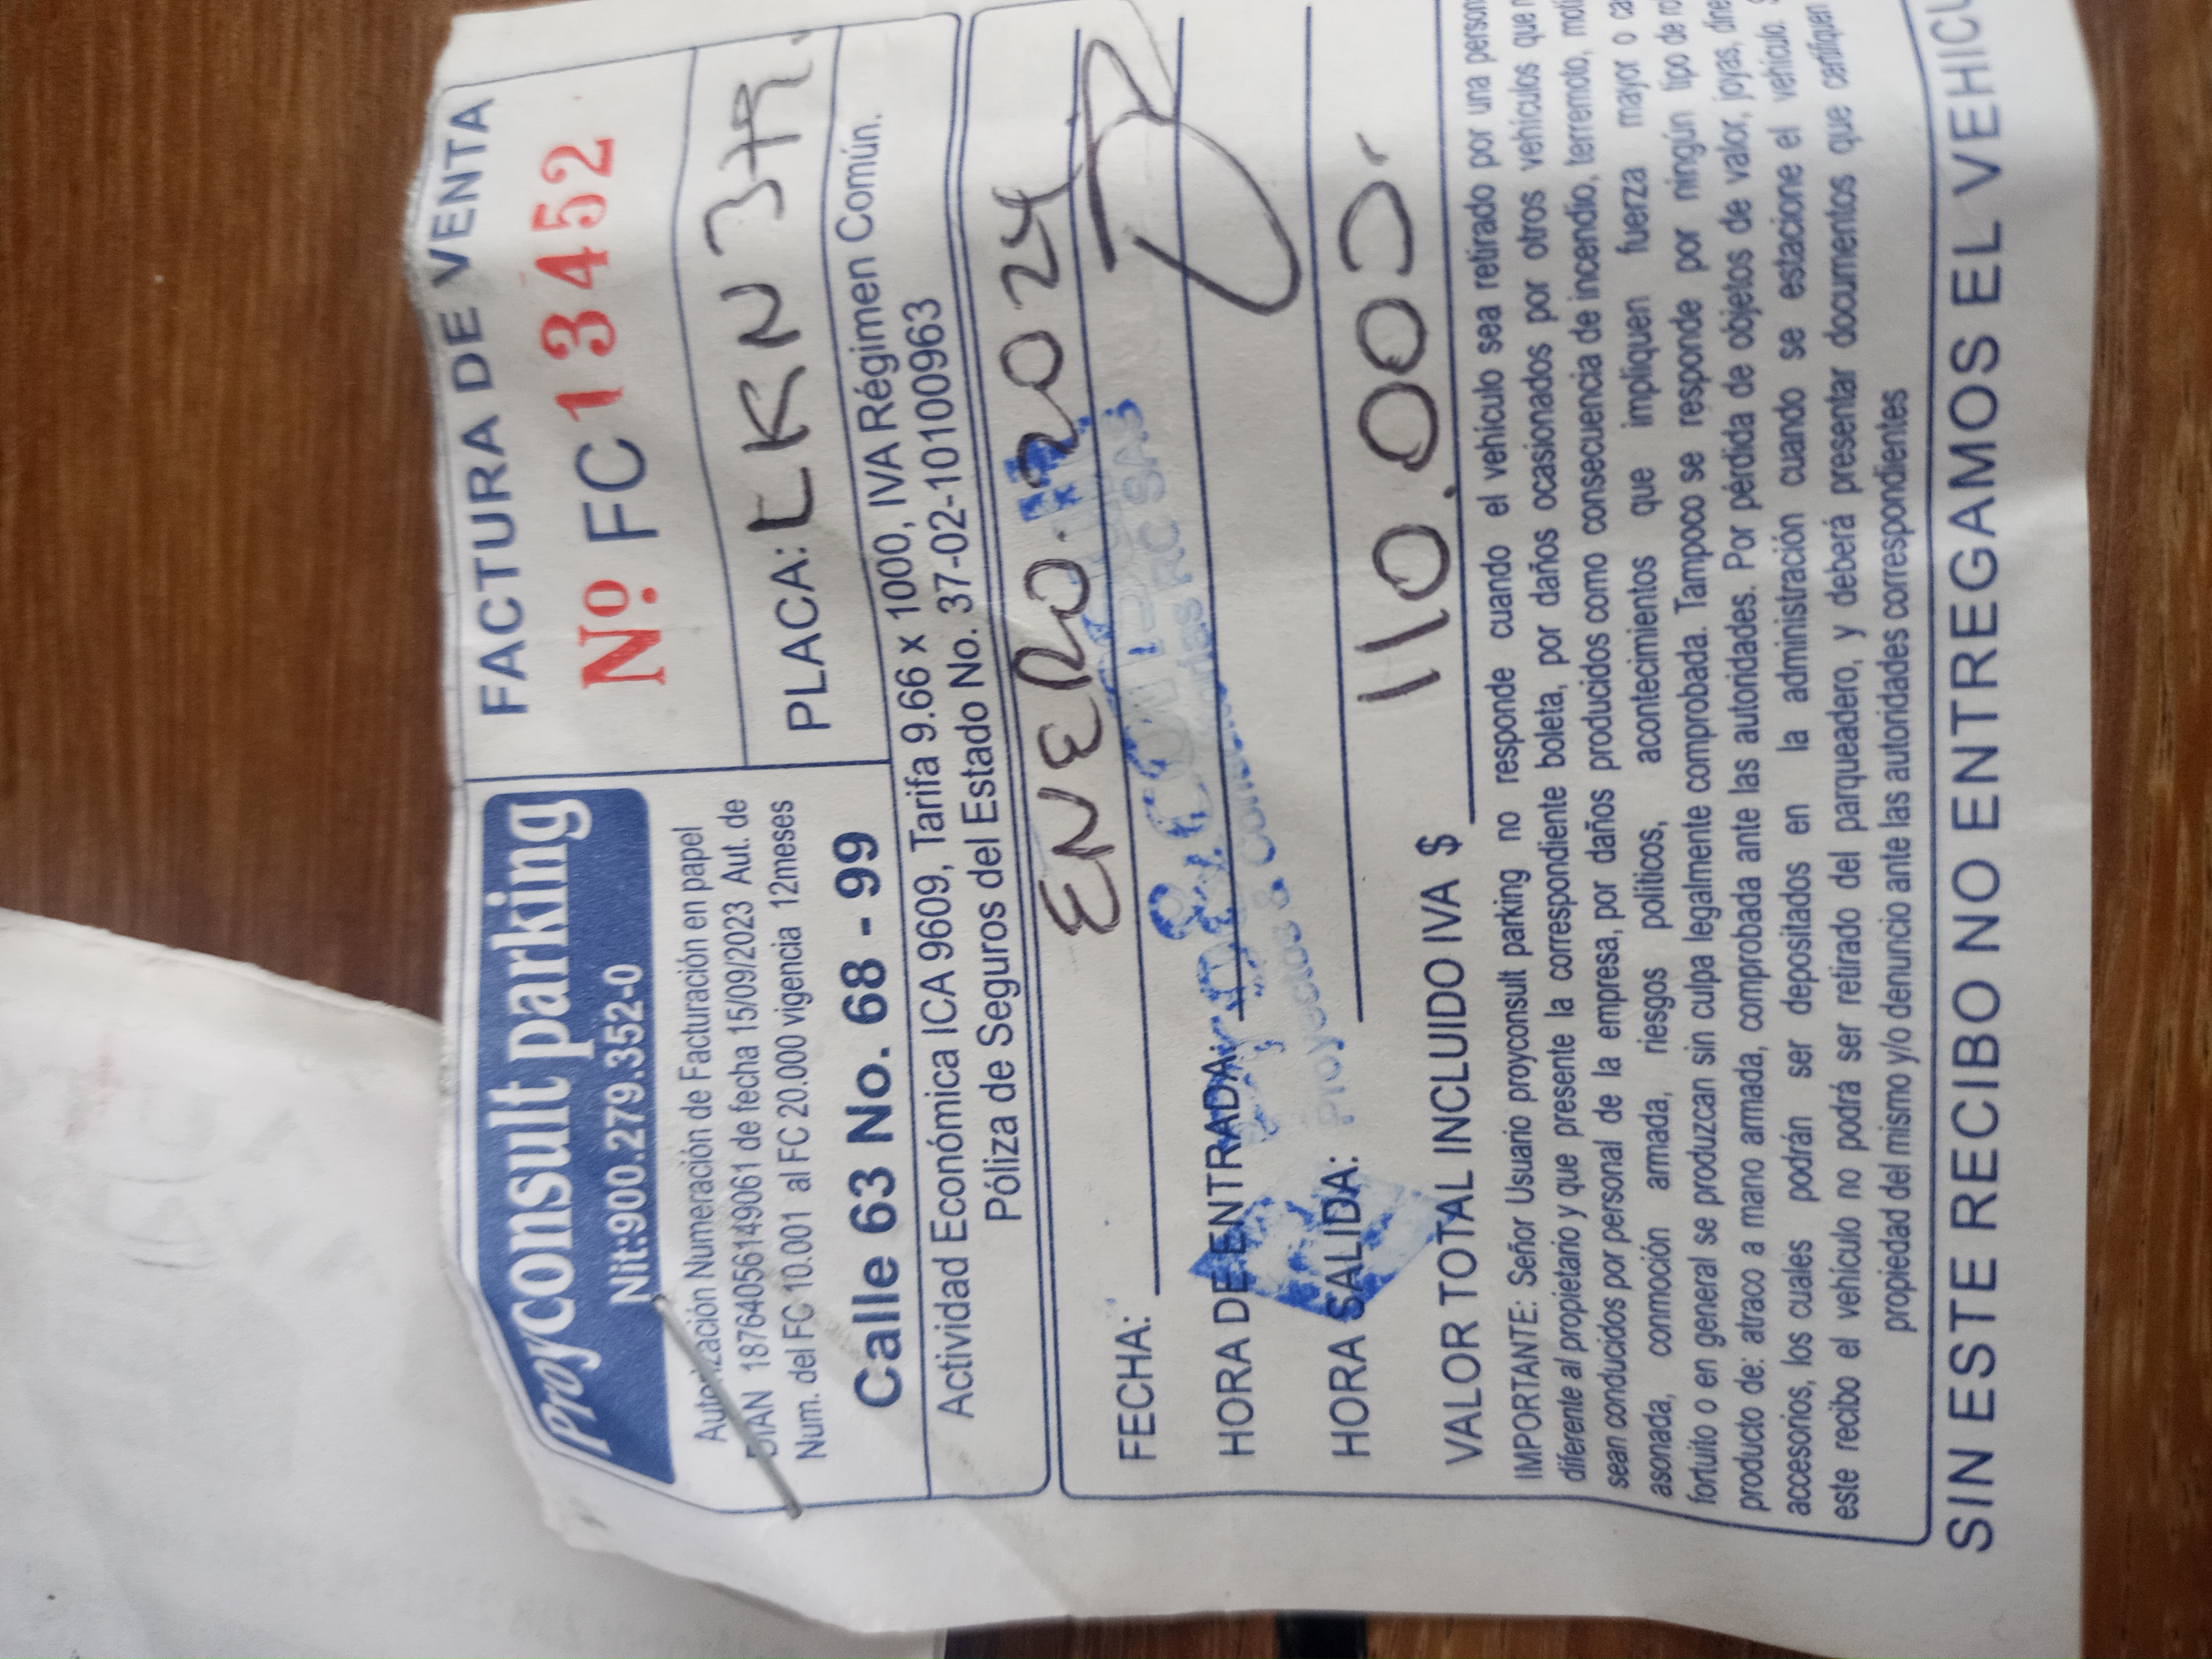 Proyconsult parking
Nit:900.279.352-0
Autorización Numeración de Facturación en papel
DIAN 18764056149061 de fecha 15/09/2023 Aut. de
Num. del FC 10.001 al FC 20.000 vigencia 12meses
Calle 63 No. 68 - 99
FACTURA DE VENTA
Nº FC 13452
PLACA: LKN
Actividad Económica ICA 9609, Tarifa 9.66 x 1000, IVA Régimen Común.
Póliza de Seguros del Estado No. 37-02-101000963
FECHA: ENERO. 2024
HORA DE ENTRADA:
HORA SALIDA:
VALOR TOTAL INCLUIDO IVA $ 110.000
IMPORTANTE: Señor Usuario proyconsult parking no responde cuando el vehículo sea retirado por una
diferente al propietario y que presente la correspondiente boleta, por daños ocasionados por otros vehículos que
sean conducidos por personal de la empresa, por daños producidos como consecuencia de incendio, terremoto,
asonada, conmoción armada, riesgos políticos, acontecimientos que impliquen fuerza mayor o
fortuito o en general se produzcan sin culpa legalmente comprobada. Tampoco se responde por ningún tipo de
producto de: atraco a mano armada, comprobada ante las autoridades. Por pérdida de objetos de valor, joyas,
accesorios, los cuales podrán ser depositados en la administración cuando se estacione el vehículo.
este recibo el vehículo no podrá ser retirado del parqueadero, y deberá presentar documentos que certifiquen
propiedad del mismo y/o denuncio ante las autoridades correspondientes
SIN ESTE RECIBO NO ENTREGAMOS EL VEHICU